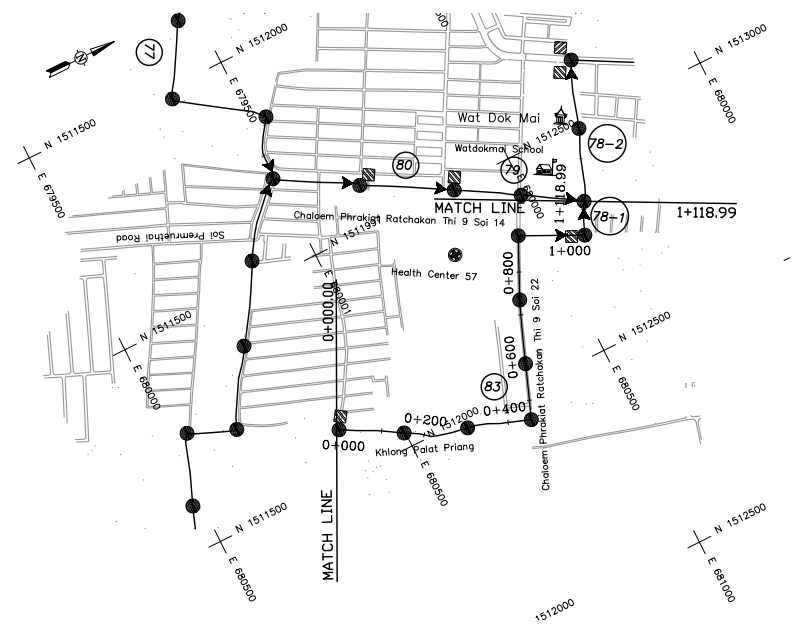 77
N 1512000
E 679500
N 1513000
E 680000
N 1511500
E 679500
Wat Dok Mai
N 1512500
Watdokmai School
78-2
80
79
1+118.99
MATCH LINE
78-1
1+118.99
Chaloem Phrakiat Ratchakan Thi 9 Soi 14
Soi Premruethai Road
1+000
Health Center 57
0+800
0+000.00
N 1511500
E 680000
0+600
Chaloem Phrakiat Ratchakan Thi 9 Soi 22
N 1512500
E 680500
83
0+400
0+200
N 1512000
0+000
Khlong Palat Priang
E 680500
MATCH LINE
N 1511500
E 680500
N 1512500
E 681000
1512000